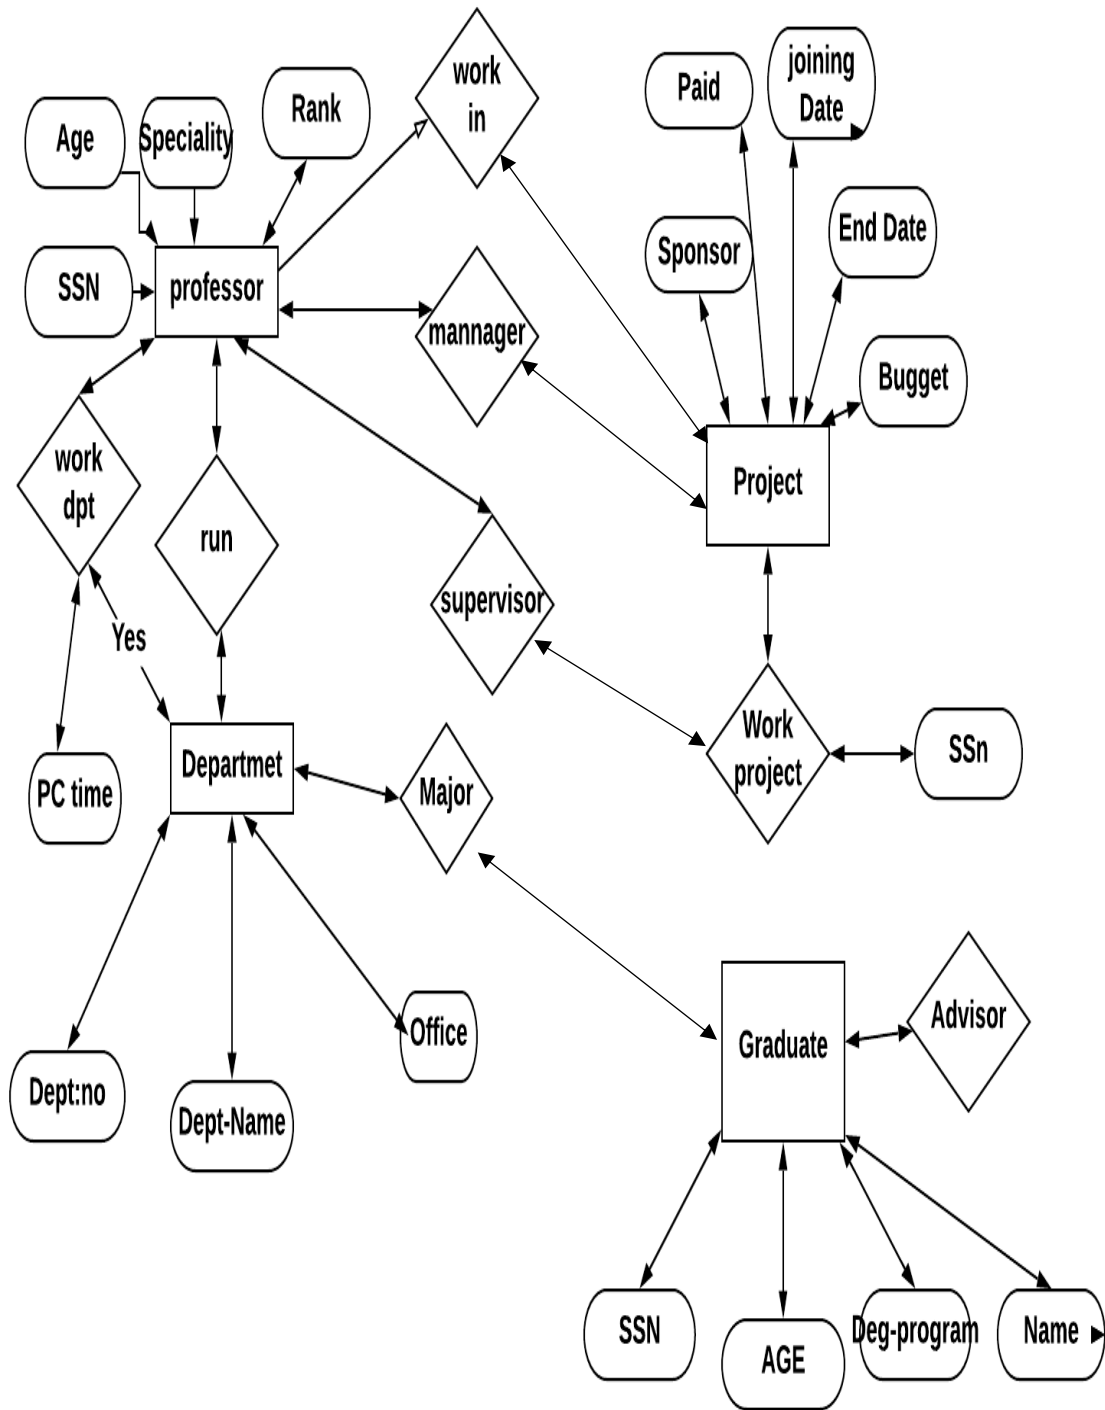 work
in
joining
Date
Paid
Rank
Age
Speciality
End Date
Sponsor
SSN
professor
mannager
Bugget
work
dpt
run
Project
supervisor
Yes
Work
project
SSn
Departmet
PC time
Major
Office
Advisor
Graduate
Dept:no
Dept-Name
SSN
AGE
Deg-program
Name